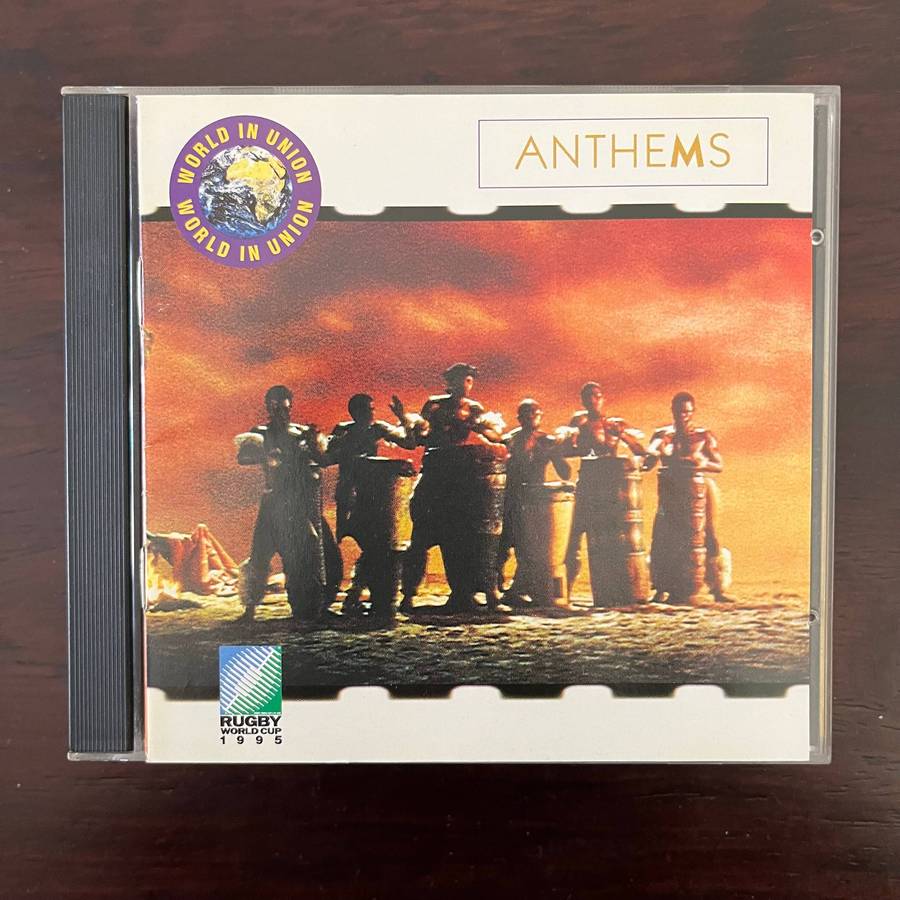 WORLD IN UNION
WORLD IN UNION
ANTHEMS
RUGBY
WORLD CUP
1995